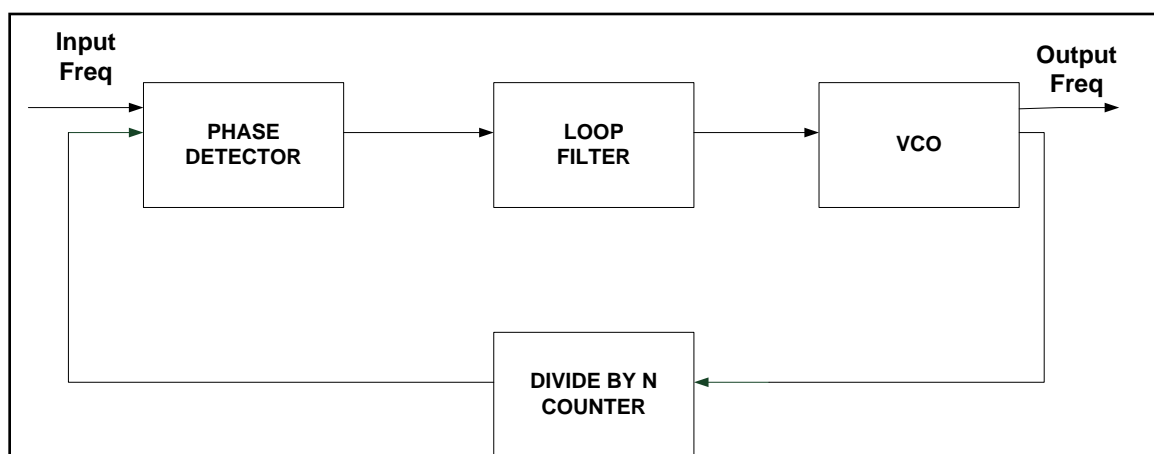 Input
Freq
Output
Freq
PHASE
DETECTOR
LOOP
FILTER
VCO
DIVIDE BY N
COUNTER